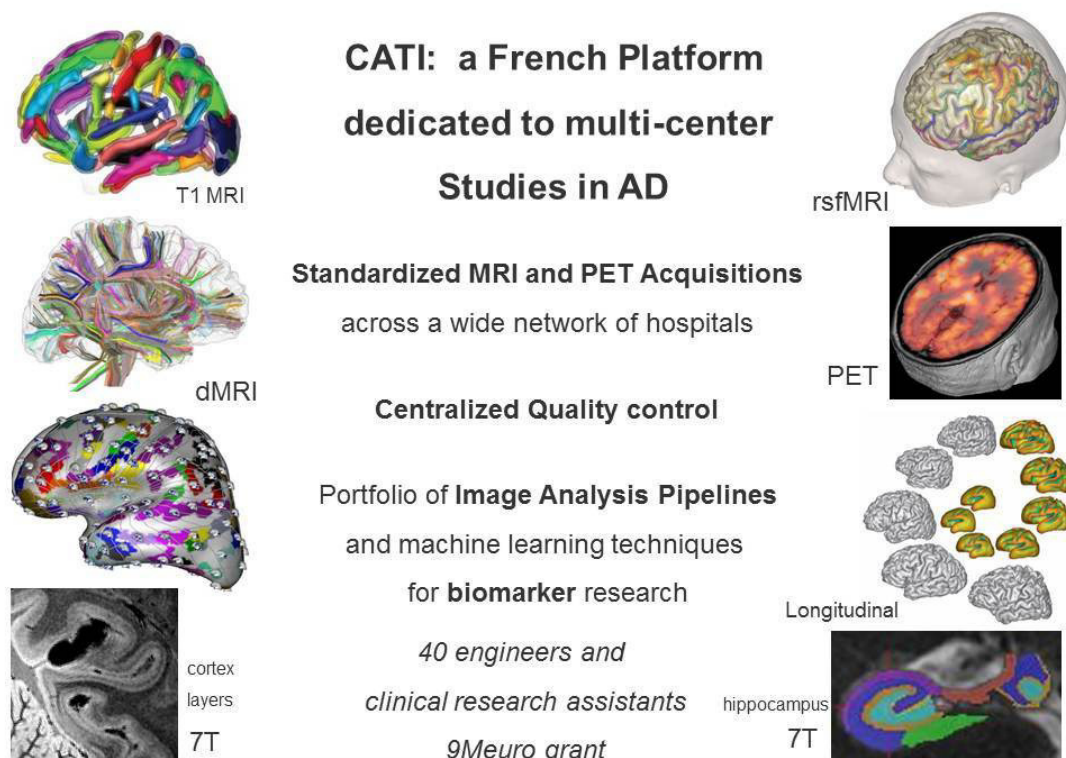 CATI: a French Platform
dedicated to multi-center
Studies in AD
T1 MRI
rsfMRI
Standardized MRI and PET Acquisitions
across a wide network of hospitals
dMRI
PET
Centralized Quality control
Portfolio of Image Analysis Pipelines
and machine learning techniques
for biomarker research
Longitudinal
40 engineers and
clinical research assistants
9Meuro grant
cortex
layers
7T
hippocampus
7T